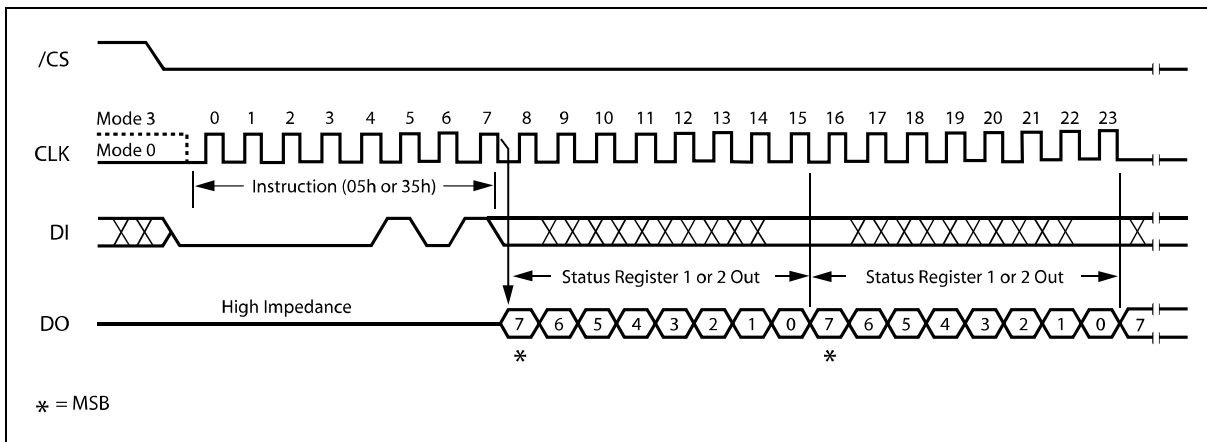 /CS
Mode 3
0 1 2 3 4 5 6 7 8 9 10 11 12 13 14 15 16 17 18 19 20 21 22 23
CLK
Mode 0
Instruction (05h or 35h)
DI
Status Register 1 or 2 Out Status Register 1 or 2 Out
High Impedance
DO
7 6 5 4 3 2 1 0 7 6 5 4 3 2 1 0 7
* *
* = MSB